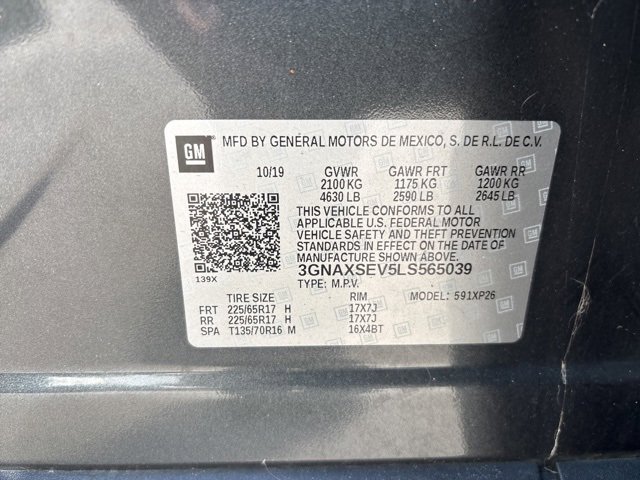 GM MFD BY GENERAL MOTORS DE MEXICO, S. DE R.L. DE C.V.
10/19 GVWR GAWR FRT GAWR RR
2100 KG 1175 KG 1200 KG
4630 LB 2590 LB 2645 LB
THIS VEHICLE CONFORMS TO ALL
APPLICABLE U.S. FEDERAL MOTOR
VEHICLE SAFETY AND THEFT PREVENTION
STANDARDS IN EFFECT ON THE DATE OF
MANUFACTURE SHOWN ABOVE.
139X 3GNAXSEV5LS565039
TYPE: M.P.V. MODEL: 591XP26
TIRE SIZE RIM
FRT 225/65R17 H 17X7J
RR 225/65R17 H 17X7J
SPA T135/70R16 M 16X4BT